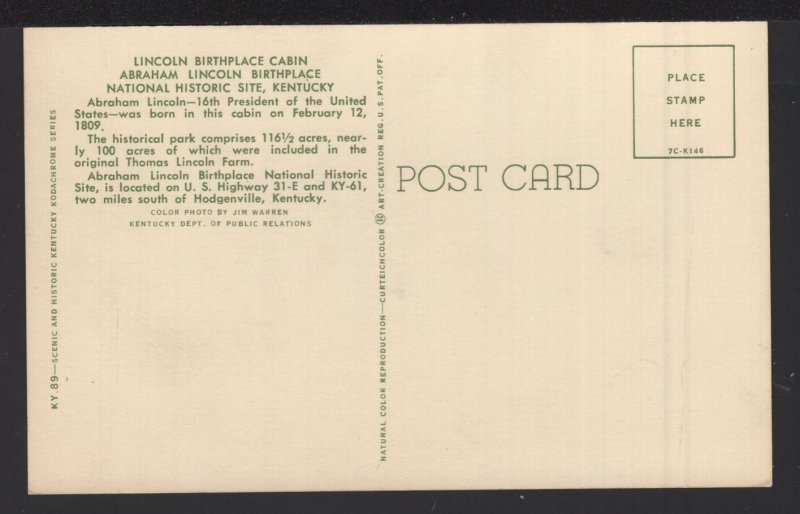 LINCOLN BIRTHPLACE CABIN
ABRAHAM LINCOLN BIRTHPLACE
NATIONAL HISTORIC SITE, KENTUCKY
Abraham Lincoln—16th President of the United
States—was born in this cabin on February 12,
1809.
The historical park comprises 116½ acres, near-
ly 100 acres of which were included in the
original Thomas Lincoln Farm.
Abraham Lincoln Birthplace National Historic
Site, is located on U. S. Highway 31-E and KY-61,
two miles south of Hodgenville, Kentucky.
COLOR PHOTO BY JIM WARREN
KENTUCKY DEPT. OF PUBLIC RELATIONS
KY.89—SCENIC AND HISTORIC KENTUCKY KODACHROME SERIES
NATURAL COLOR REPRODUCTION—CURTEICHCOLOR ART-CREATION REG. U.S. PAT. OFF.
POST CARD
PLACE
STAMP
HERE
7C-K146